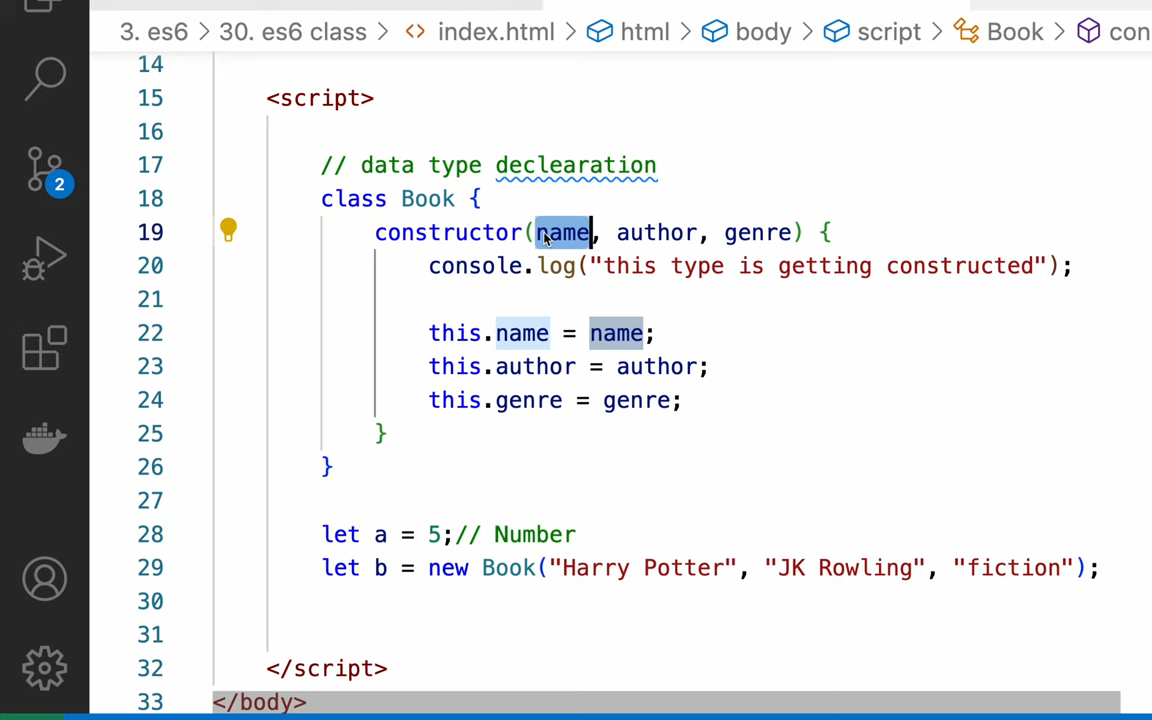 3. es6 > 30. es6 class > <> index.html > html > body > script > Book > con
14
15 <script>
16
17 // data type declearation
18 class Book {
19 constructor(name, author, genre) {
20 console.log("this type is getting constructed");
21
22 this.name = name;
23 this.author = author;
24 this.genre = genre;
25 }
26 }
27
28 let a = 5;// Number
29 let b = new Book("Harry Potter", "JK Rowling", "fiction");
30
31
32 </script>
33 </body>
2